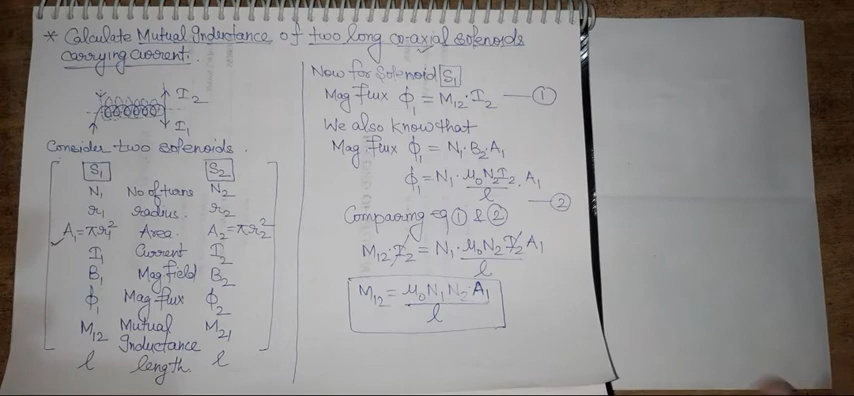 * Calculate Mutual Inductance of two long co-axial solenoids
carrying current.
I2
I1
Consider two solenoids.
S1 S2
N1 No of turns N2
r1 radius. r2
A1=πr1² Area. A2=πr2²
I1 Current I2
B1 Mag field B2
ϕ1 Mag flux ϕ2
M12 Mutual M21
Inductance
l length. l
Now for Solenoid S1
Mag flux ϕ1 = M12·I2 —— ①
We also know that
Mag flux ϕ1 = N1·B2·A1
ϕ1 = N1·μ0N2I2·A1
l
—— ②
Comparing eq ① & ②
M12·I2 = N1·μ0N2I2A1
l
M12 = μ0N1N2A1
l